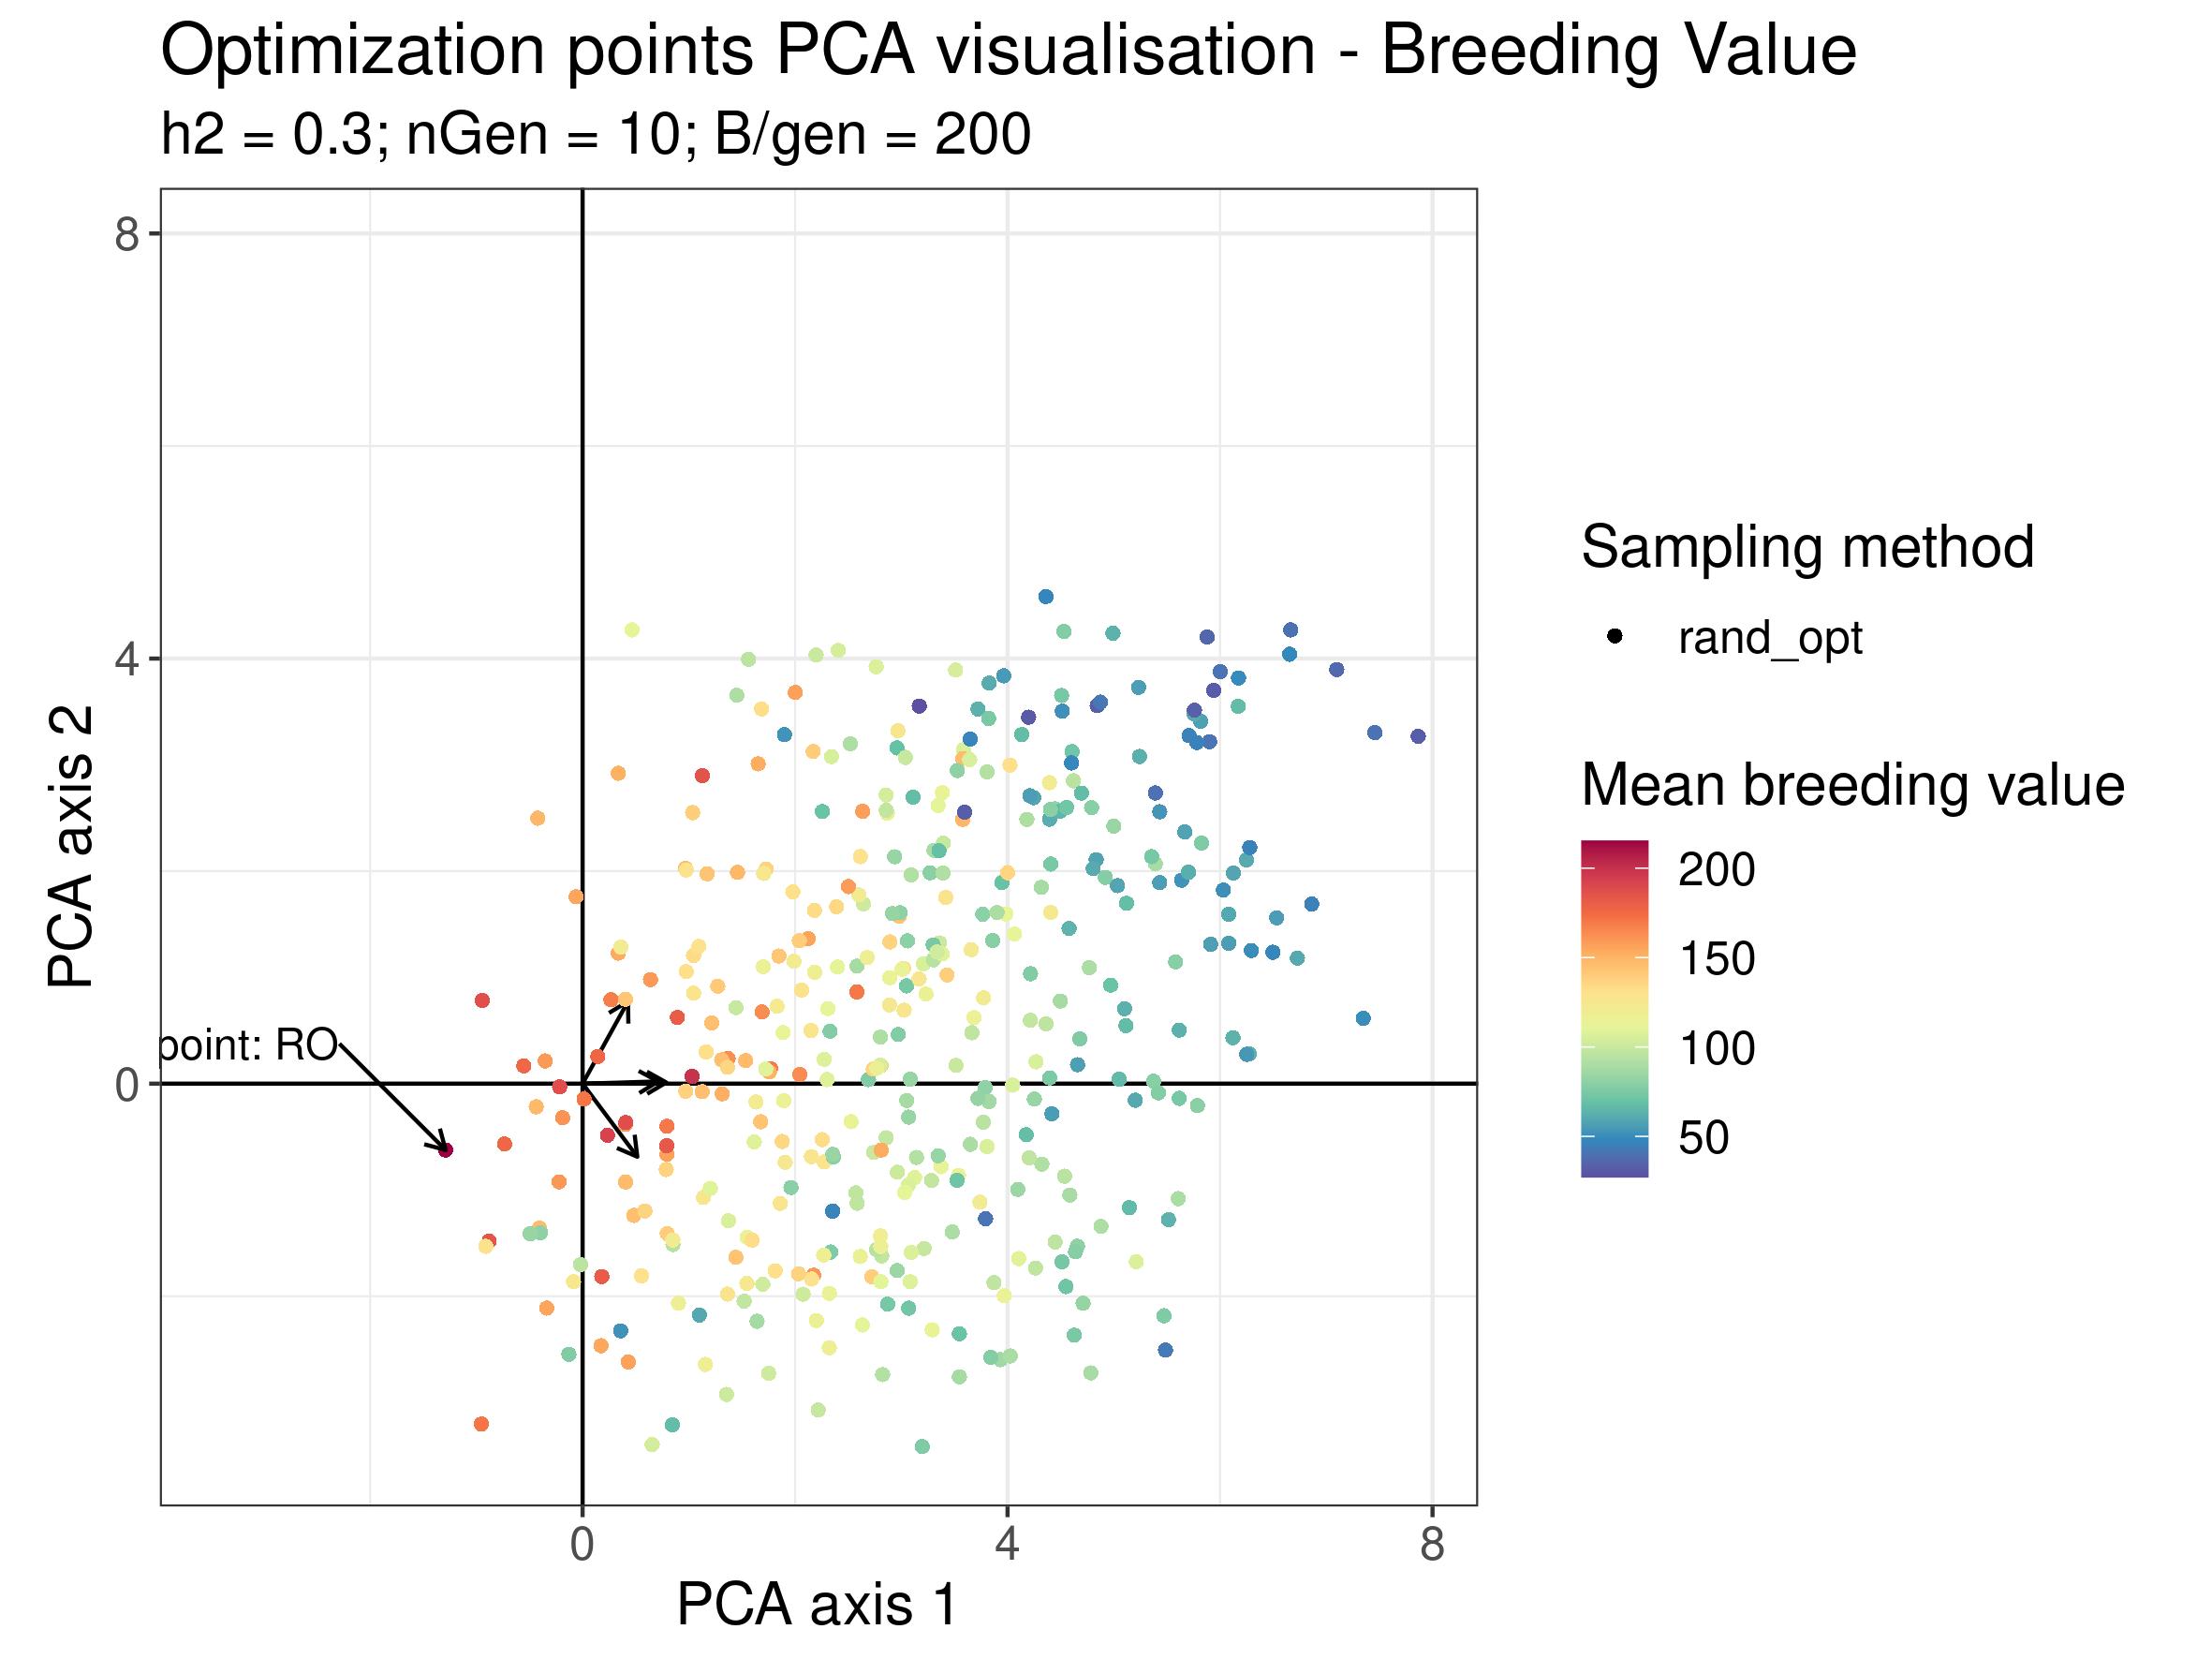 Optimization points PCA visualisation - Breeding Value
h2 = 0.3; nGen = 10; B/gen = 200
8
4
0
point: RO
0
4
8
PCA axis 1
PCA axis 2
Sampling method
rand_opt
Mean breeding value
200
150
100
50